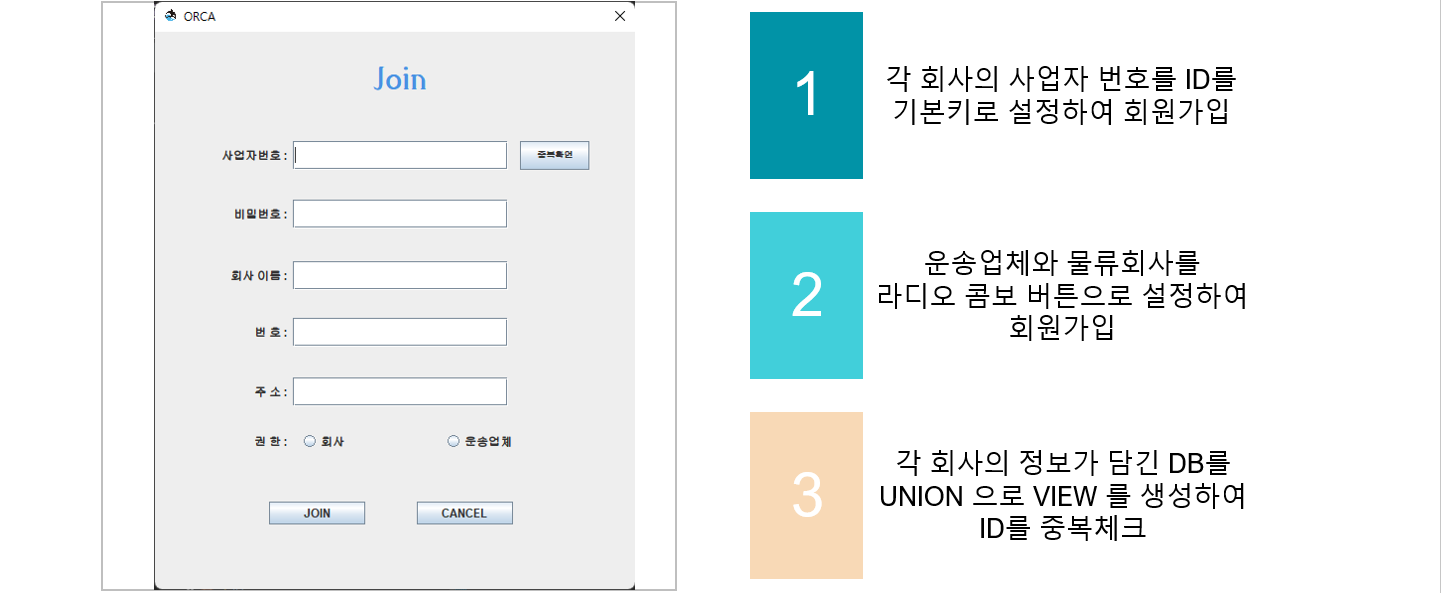 ORCA
Join
사업자번호 :
중복확인
비밀번호 :
회사 이름 :
번 호 :
주 소 :
권 한 :
회사
운송업체
JOIN
CANCEL
1
각 회사의 사업자 번호를 ID를
기본키로 설정하여 회원가입
2
운송업체와 물류회사를
라디오 콤보 버튼으로 설정하여
회원가입
3
각 회사의 정보가 담긴 DB를
UNION 으로 VIEW 를 생성하여
ID를 중복체크